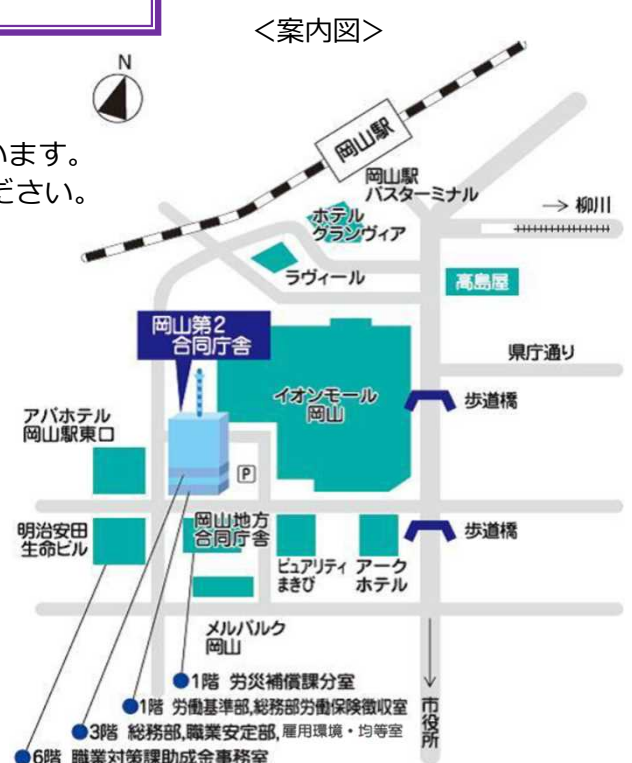 <案内図>
N
います。
ださい。
岡山駅
岡山駅
バスターミナル
→ 柳川
ホテル
グランヴィア
ラヴィール
高島屋
岡山第2
合同庁舎
県庁通り
イオンモール
岡山
歩道橋
アパホテル
岡山駅東口
P
明治安田
生命ビル
岡山地方
合同庁舎
歩道橋
ピュアリティ
まきび
アーク
ホテル
メルパルク
岡山
●1階 労災補償課分室
●1階 労働基準部,総務部労働保険徴収室
●3階 総務部,職業安定部,雇用環境・均等室
●6階 職業対策課助成金事務室
市役所